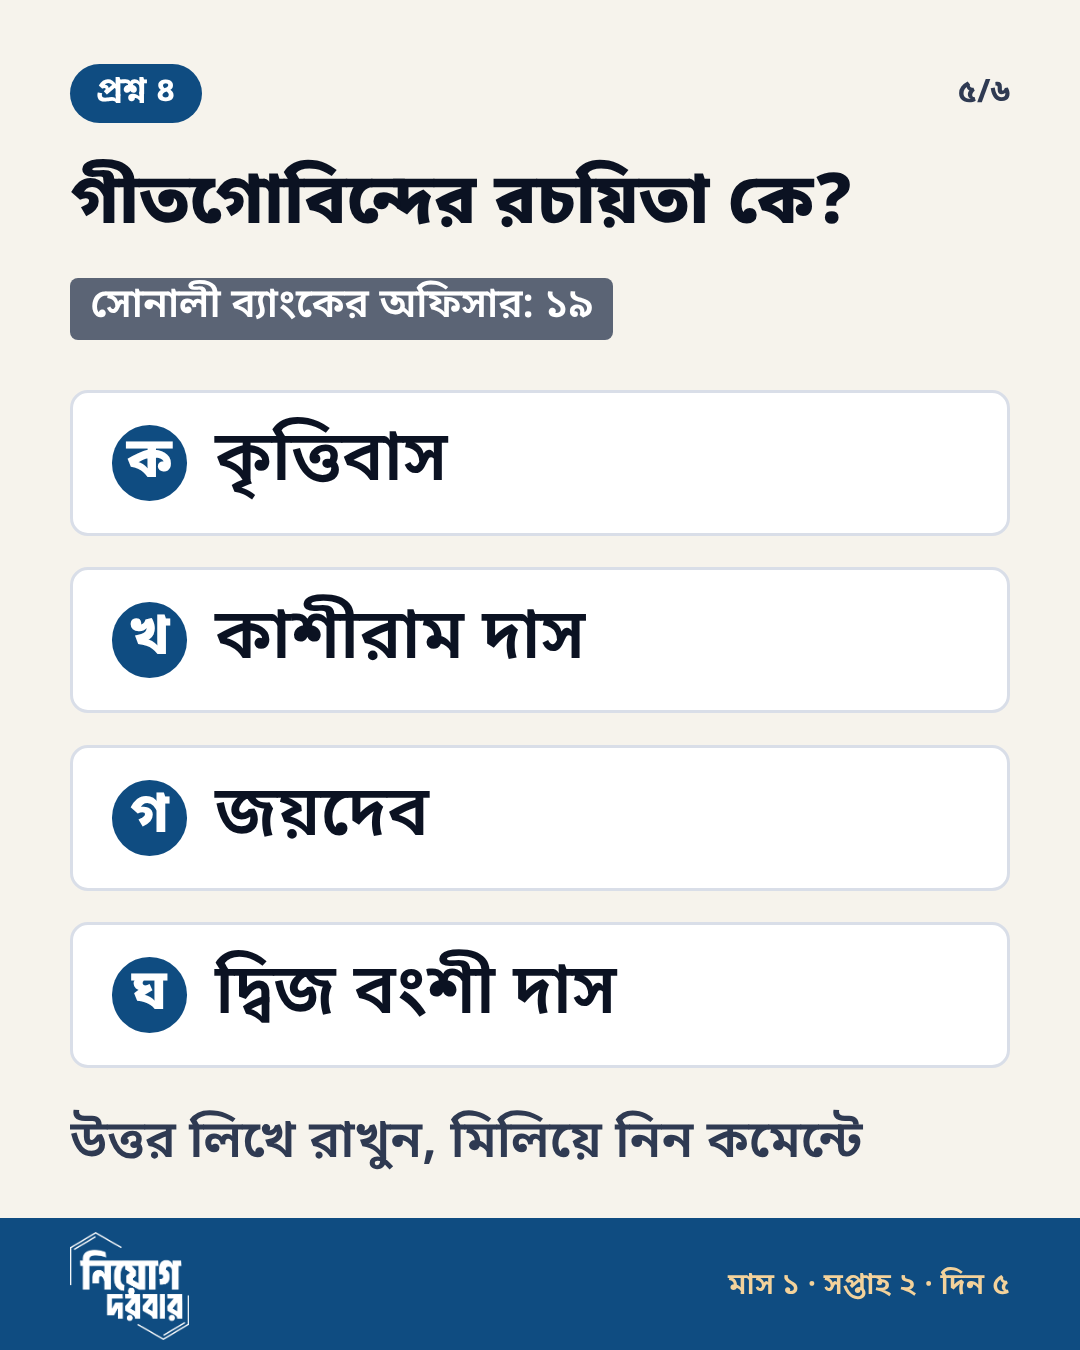 প্রশ্ন ৪
৫/৬
গীতগোবিন্দের রচয়িতা কে?
সোনালী ব্যাংকের অফিসার: ১৯
ক কৃত্তিবাস
খ কাশীরাম দাস
গ জয়দেব
ঘ দ্বিজ বংশী দাস
উত্তর লিখে রাখুন, মিলিয়ে নিন কমেন্টে
নিয়োগ
দরবার
মাস ১ · সপ্তাহ ২ · দিন ৫